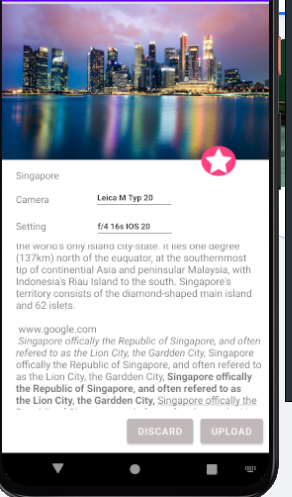 Singapore
Camera Leica M Typ 20
Setting f/4 16s IOS 20
the world's only island city-state. It lies one degree
(137km) north of the euquator, at the southernmost
tip of continental Asia and peninsular Malaysia, with
Indonesia's Riau Island to the south. Singapore's
territory consists of the diamond-shaped main island
and 62 islets.
www.google.com
Singapore offically the Republic of Singapore, and often
refered to as the Lion City, the Gardden City, Singapore
offically the Republic of Singapore, and often refered to
as the Lion City, the Gardden City, Singapore offically
the Republic of Singapore, and often refered to as
the Lion City, the Gardden City, Singapore offically the
DISCARD UPLOAD